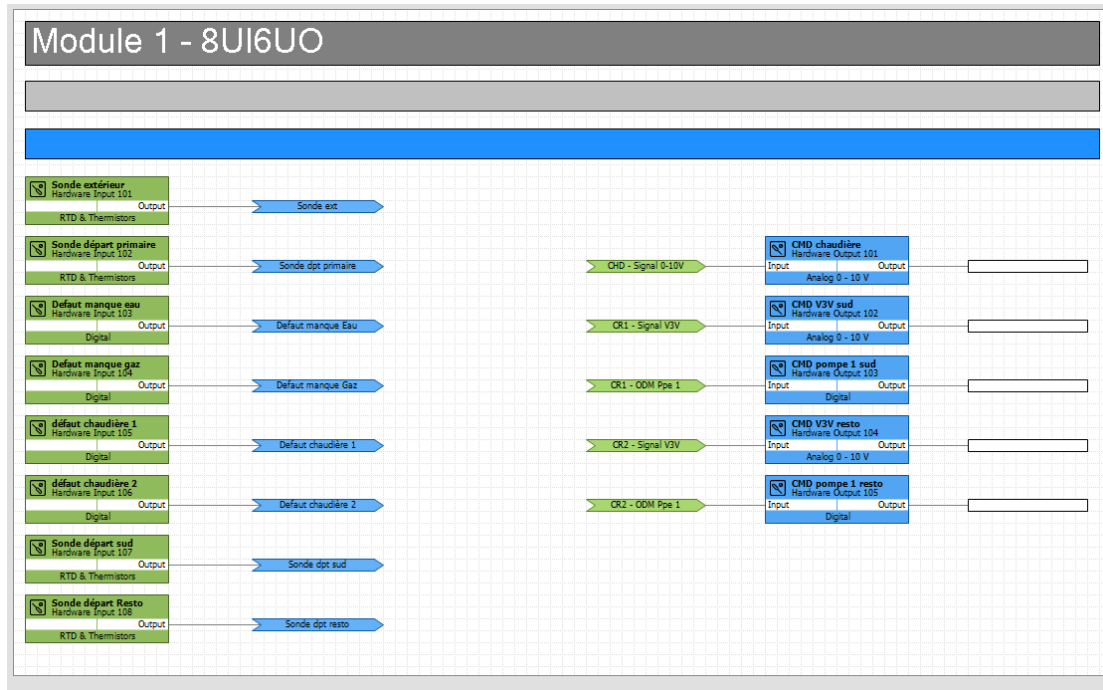 Module 1 - 8UI6UO
Sonde extérieur
Hardware Input 101
Output
RTD & Thermistors
Sonde ext
Sonde départ primaire
Hardware Input 102
Output
RTD & Thermistors
Sonde dpt primaire
CHD - Signal 0-10V
CMD chaudière
Hardware Output 101
Input Output
Analog 0 - 10 V
Defaut manque eau
Hardware Input 103
Output
Digital
Defaut manque Eau
CR1 - Signal V3V
CMD V3V sud
Hardware Output 102
Input Output
Analog 0 - 10 V
Defaut manque gaz
Hardware Input 104
Output
Digital
Defaut manque Gaz
CR1 - ODM Ppe 1
CMD pompe 1 sud
Hardware Output 103
Input Output
Digital
défaut chaudière 1
Hardware Input 105
Output
Digital
Defaut chaudière 1
CR2 - Signal V3V
CMD V3V resto
Hardware Output 104
Input Output
Analog 0 - 10 V
défaut chaudière 2
Hardware Input 106
Output
Digital
Defaut chaudière 2
CR2 - ODM Ppe 1
CMD pompe 1 resto
Hardware Output 105
Input Output
Digital
Sonde départ sud
Hardware Input 107
Output
RTD & Thermistors
Sonde dpt sud
Sonde départ Resto
Hardware Input 108
Output
RTD & Thermistors
Sonde dpt resto